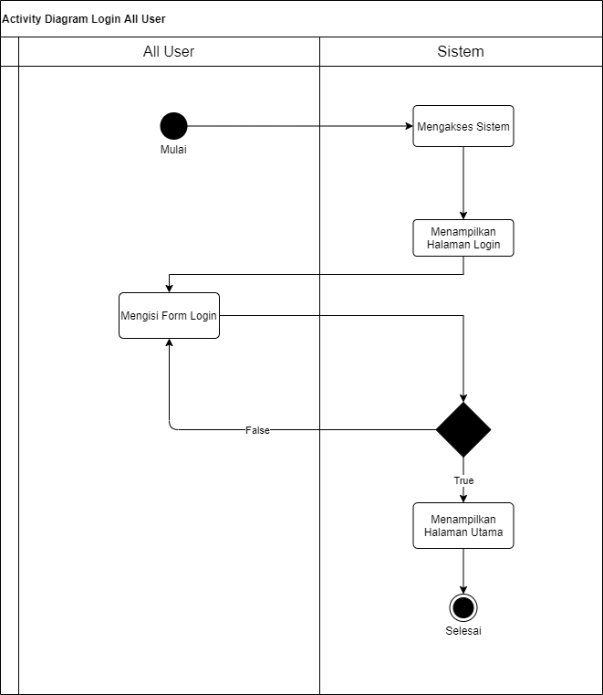 Activity Diagram Login All User
All User
Sistem
Mulai
Mengakses Sistem
Menampilkan
Halaman Login
Mengisi Form Login
False
True
Menampilkan
Halaman Utama
Selesai